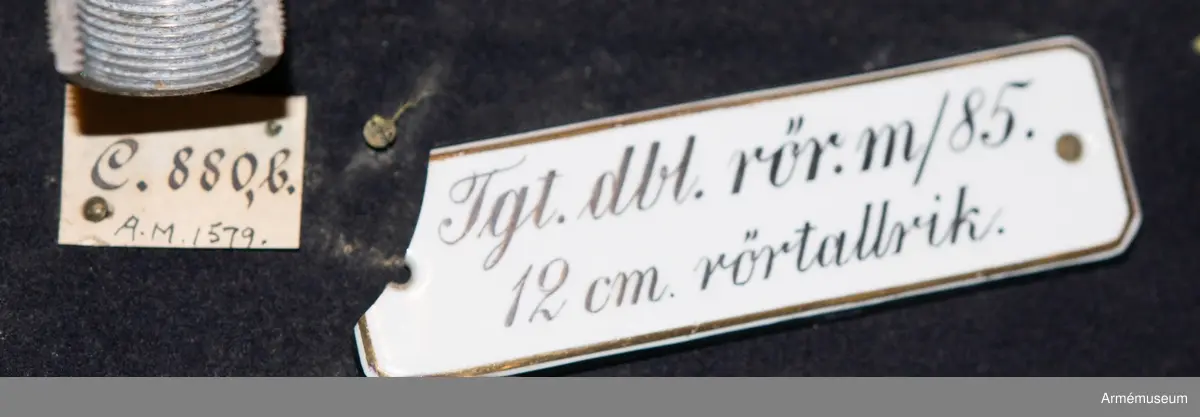 C. 880,b.
A.M. 1579.
Tgt. dbl. rör. m/85.
12 cm. rörtallrik.
Armémuseum